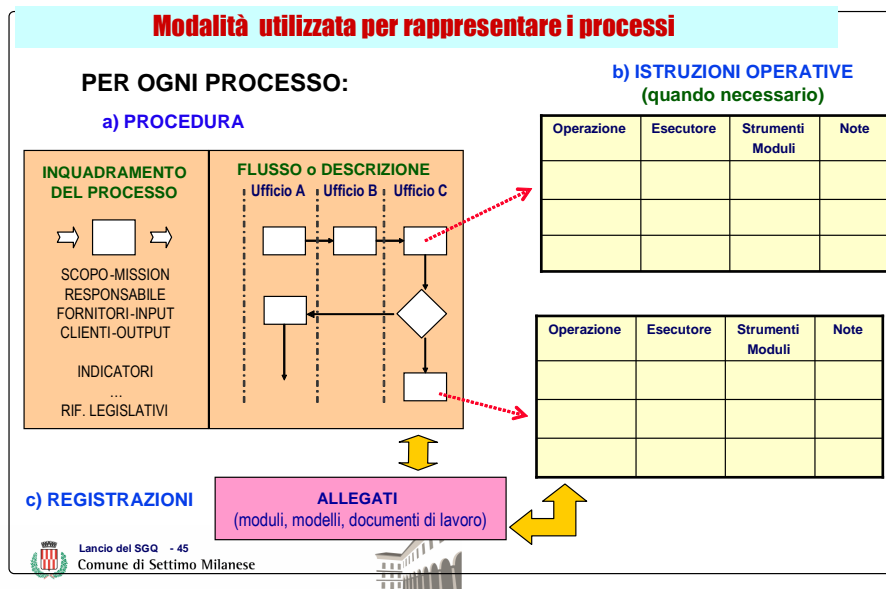 Modalità utilizzata per rappresentare i processi
PER OGNI PROCESSO:
a) PROCEDURA
INQUADRAMENTO
DEL PROCESSO
SCOPO-MISSION
RESPONSABILE
FORNITORI-INPUT
CLIENTI-OUTPUT
INDICATORI
...
RIF. LEGISLATIVI
FLUSSO o DESCRIZIONE
Ufficio A Ufficio B Ufficio C
b) ISTRUZIONI OPERATIVE
(quando necessario)
Operazione Esecutore Strumenti Moduli Note
Operazione Esecutore Strumenti Moduli Note
c) REGISTRAZIONI
ALLEGATI
(moduli, modelli, documenti di lavoro)
Lancio del SGQ - 45
Comune di Settimo Milanese